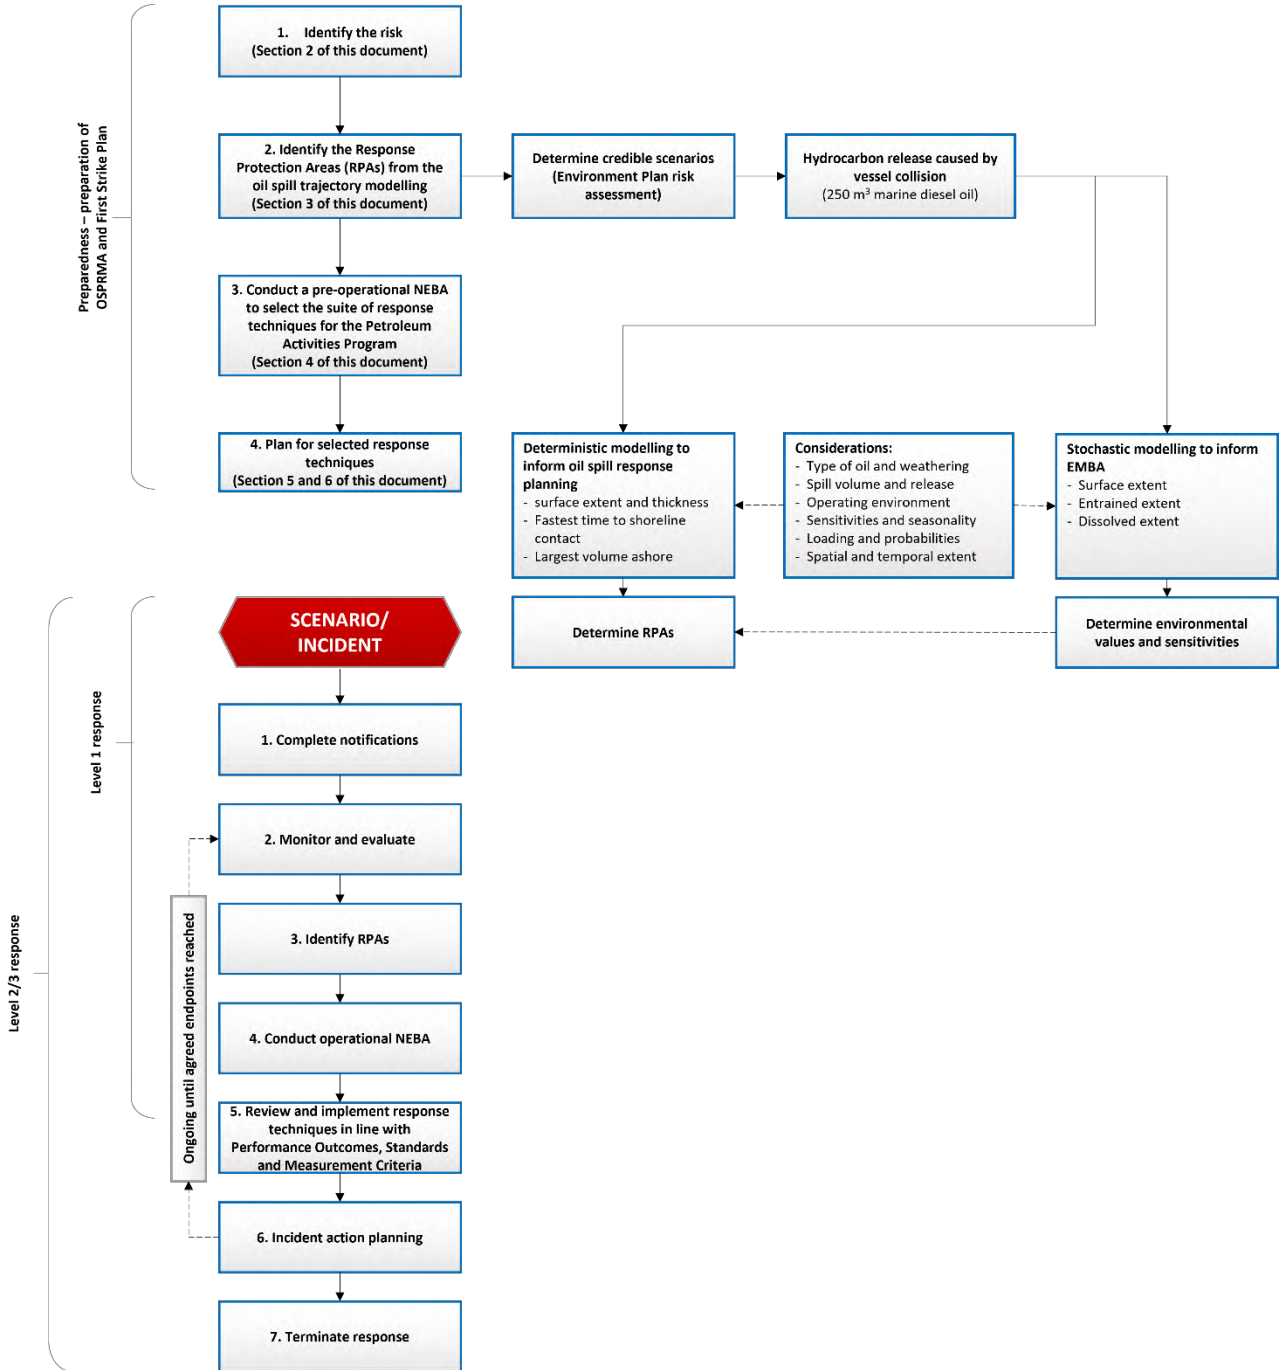 Preparedness – preparation of
OSPRMA and First Strike Plan
1. Identify the risk
(Section 2 of this document)
2. Identify the Response
Protection Areas (RPAs) from the
oil spill trajectory modelling
(Section 3 of this document)
Determine credible scenarios
(Environment Plan risk
assessment)
Hydrocarbon release caused by
vessel collision
(250 m³ marine diesel oil)
3. Conduct a pre-operational NEBA
to select the suite of response
techniques for the Petroleum
Activities Program
(Section 4 of this document)
4. Plan for selected response
techniques
(Section 5 and 6 of this document)
Deterministic modelling to
inform oil spill response
planning
- surface extent and thickness
- Fastest time to shoreline
contact
- Largest volume ashore
Considerations:
- Type of oil and weathering
- Spill volume and release
- Operating environment
- Sensitivities and seasonality
- Loading and probabilities
- Spatial and temporal extent
Stochastic modelling to inform
EMBA
- Surface extent
- Entrained extent
- Dissolved extent
Determine RPAs
Determine environmental
values and sensitivities
Level 2/3 response
Level 1 response
SCENARIO/
INCIDENT
1. Complete notifications
2. Monitor and evaluate
3. Identify RPAs
4. Conduct operational NEBA
5. Review and implement response
techniques in line with
Performance Outcomes, Standards
and Measurement Criteria
Ongoing until agreed endpoints reached
6. Incident action planning
7. Terminate response